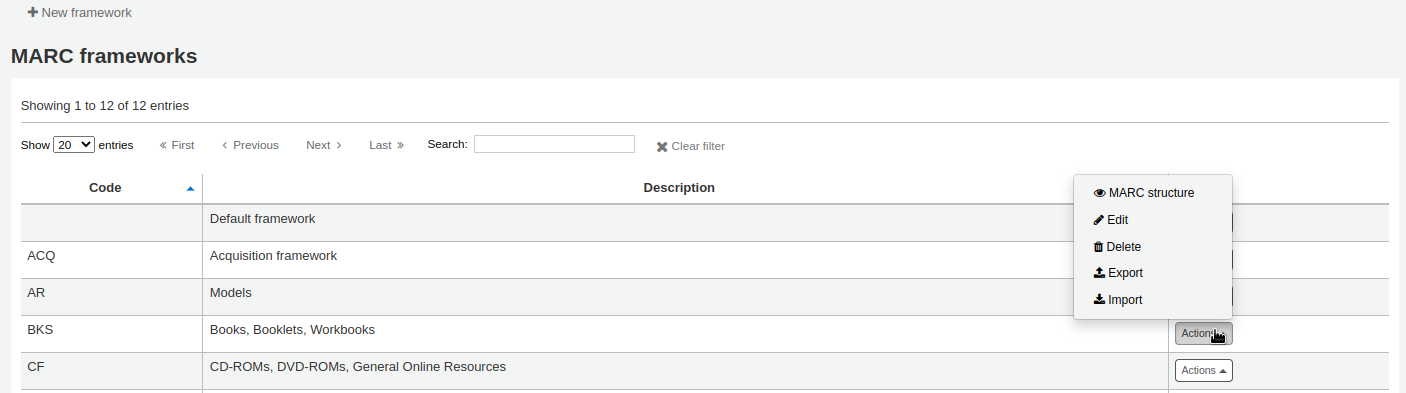 New framework
MARC frameworks
Showing 1 to 12 of 12 entries
Show 20 entries First Previous Next Last Search: Clear filter
Code Description
MARC structure
Default framework Edit
Delete
ACQ Acquisition framework
Export
AR Models
Import
BKS Books, Booklets, Workbooks Actions
CF CD-ROMs, DVD-ROMs, General Online Resources Actions